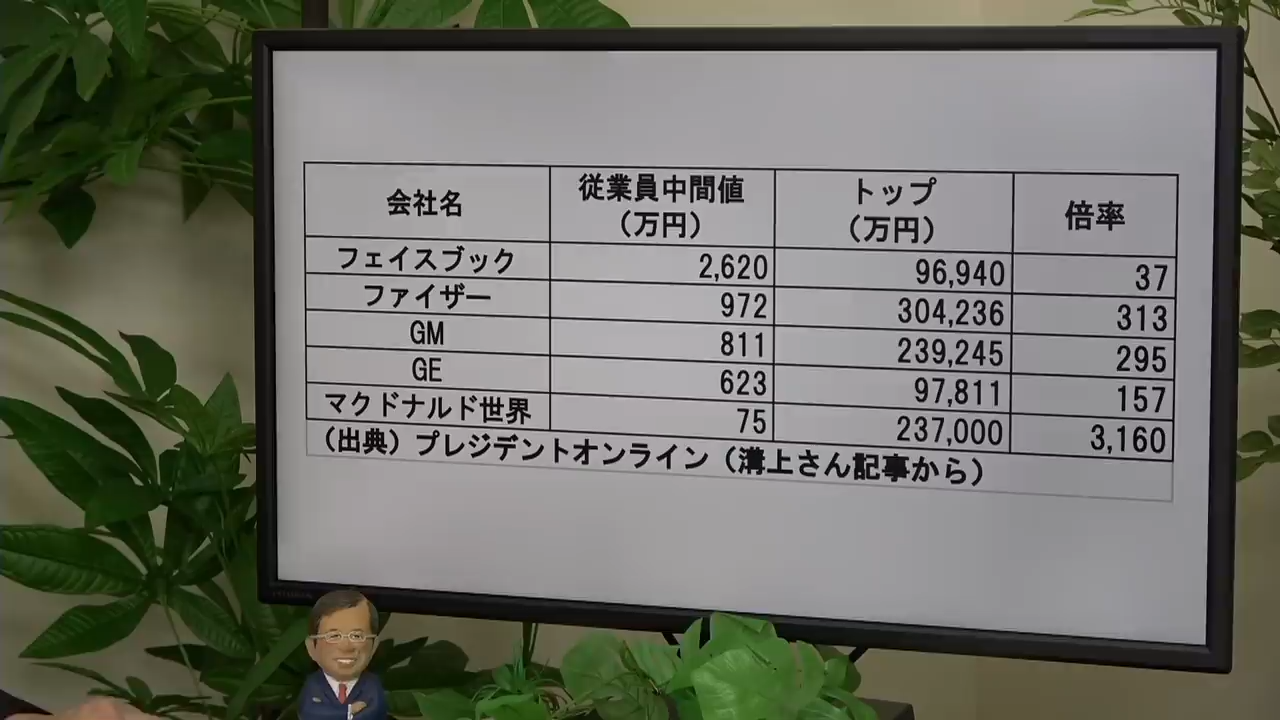 会社名 従業員中間値 (万円) トップ (万円) 倍率
フェイスブック 2,620 96,940 37
ファイザー 972 304,236 313
GM 811 239,245 295
GE 623 97,811 157
マクドナルド世界 75 237,000 3,160
（出典）プレジデントオンライン（溝上さん記事から）